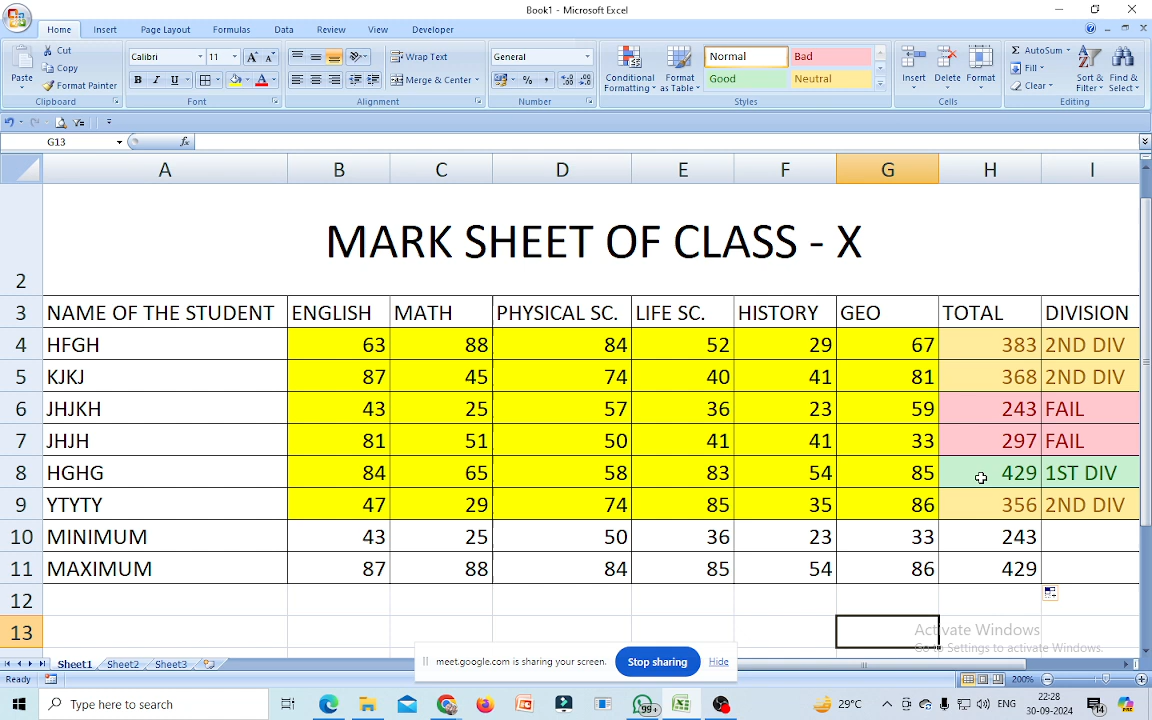 Book1 - Microsoft Excel
Home Insert Page Layout Formulas Data Review View Developer
Paste Cut Copy Format Painter Clipboard
Calibri 11 B I U A Font
Wrap Text Merge & Center Alignment
General % , Number
Conditional Formatting Format as Table Normal Bad Good Neutral Styles
Insert Delete Format Cells
Σ AutoSum Fill Clear Sort & Filter Find & Select Editing
G13 fx
A B C D E F G H I
2 MARK SHEET OF CLASS - X
3 NAME OF THE STUDENT ENGLISH MATH PHYSICAL SC. LIFE SC. HISTORY GEO TOTAL DIVISION
4 HFGH 63 88 84 52 29 67 383 2ND DIV
5 KJKJ 87 45 74 40 41 81 368 2ND DIV
6 JHJKH 43 25 57 36 23 59 243 FAIL
7 JHJH 81 51 50 41 41 33 297 FAIL
8 HGHG 84 65 58 83 54 85 429 1ST DIV
9 YTYTY 47 29 74 85 35 86 356 2ND DIV
10 MINIMUM 43 25 50 36 23 33 243
11 MAXIMUM 87 88 84 85 54 86 429
12
13
Activate Windows
Go to Settings to activate Windows.
meet.google.com is sharing your screen. Stop sharing Hide
Sheet1 Sheet2 Sheet3
Ready 200%
Type here to search 99+ 29°C ENG 22:28 30-09-2024 14